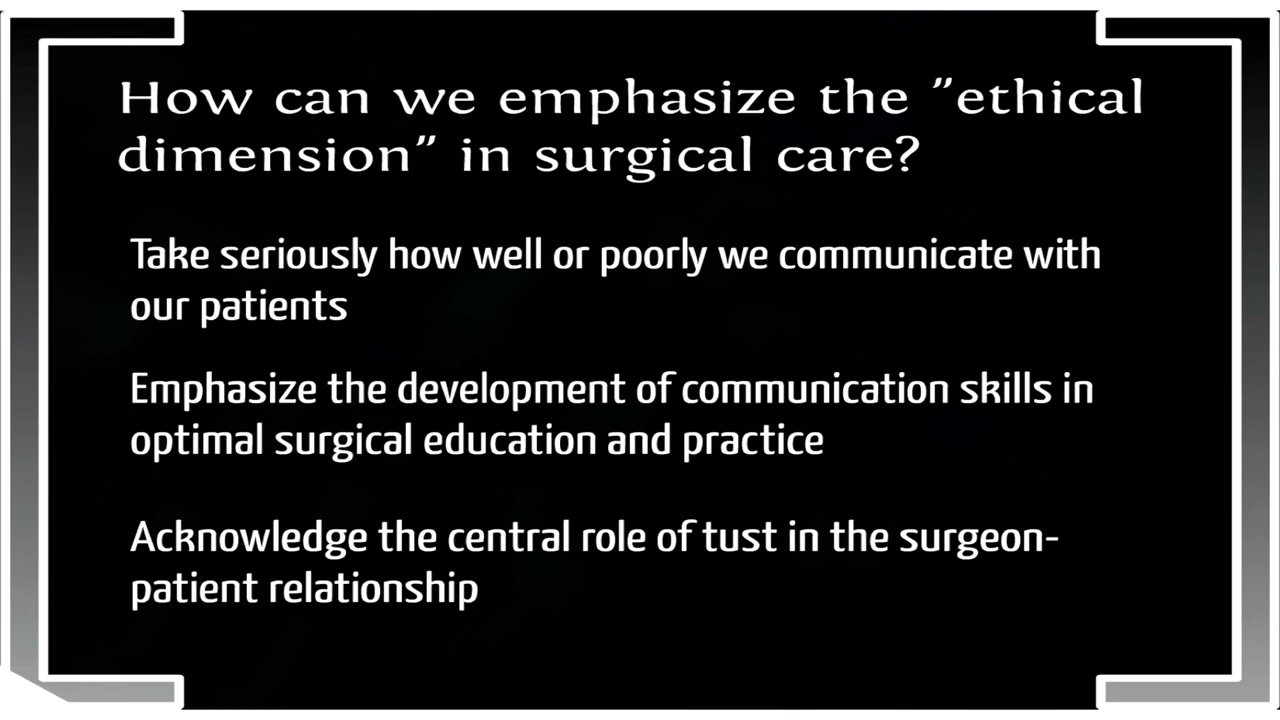 How can we emphasize the "ethical
dimension" in surgical care?
Take seriously how well or poorly we communicate with
our patients
Emphasize the development of communication skills in
optimal surgical education and practice
Acknowledge the central role of tust in the surgeon-
patient relationship